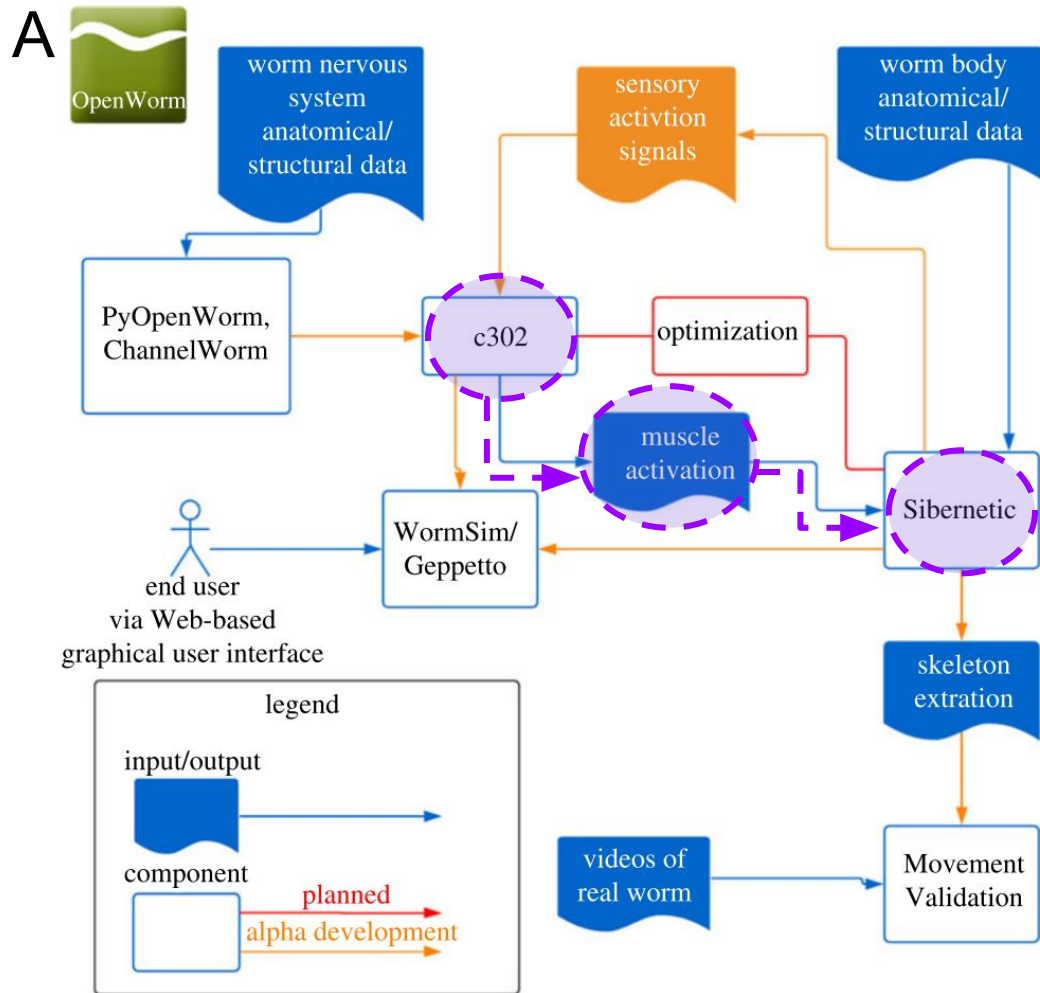 A
OpenWorm
worm nervous
system
anatomical/
structural data
sensory
activtion
signals
worm body
anatomical/
structural data
PyOpenWorm,
ChannelWorm
c302
optimization
muscle
activation
Sibernetic
WormSim/
Geppetto
end user
via Web-based
graphical user interface
skeleton
extration
legend
input/output
component
planned
alpha development
videos of
real worm
Movement
Validation